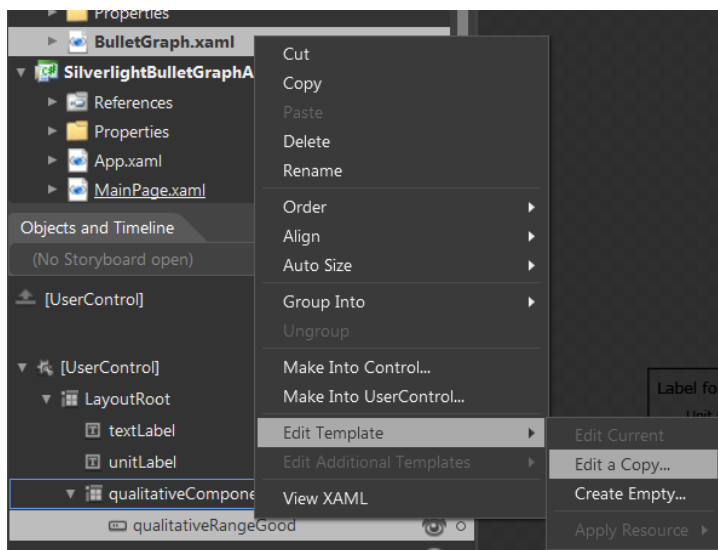 Properties
BulletGraph.xaml
SilverlightBulletGraphA
References
Properties
App.xaml
MainPage.xaml
Objects and Timeline
(No Storyboard open)
[UserControl]
[UserControl]
LayoutRoot
textLabel
unitLabel
qualitativeCompone
qualitativeRangeGood
Cut
Copy
Paste
Delete
Rename
Order
Align
Auto Size
Group Into
Ungroup
Make Into Control...
Make Into UserControl...
Edit Template
Edit Additional Templates
View XAML
Label fo
Unit
Edit Current
Edit a Copy...
Create Empty...
Apply Resource